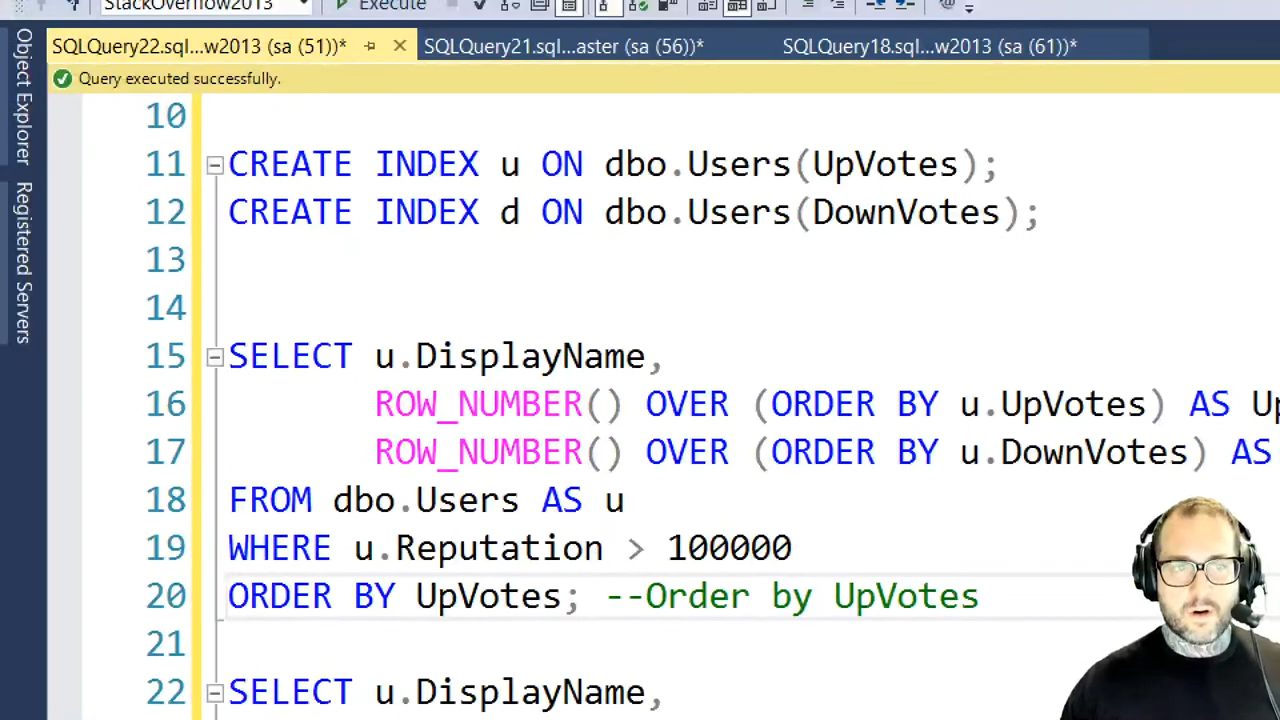 StackOverflow2013 Execute
SQLQuery22.sql...w2013 (sa (51))* SQLQuery21.sql...aster (sa (56))* SQLQuery18.sql...w2013 (sa (61))*
Query executed successfully.
Object Explorer
Registered Servers
10
11 CREATE INDEX u ON dbo.Users(UpVotes);
12 CREATE INDEX d ON dbo.Users(DownVotes);
13
14
15 SELECT u.DisplayName,
16 ROW_NUMBER() OVER (ORDER BY u.UpVotes) AS Up
17 ROW_NUMBER() OVER (ORDER BY u.DownVotes) AS
18 FROM dbo.Users AS u
19 WHERE u.Reputation > 100000
20 ORDER BY UpVotes; --Order by UpVotes
21
22 SELECT u.DisplayName,